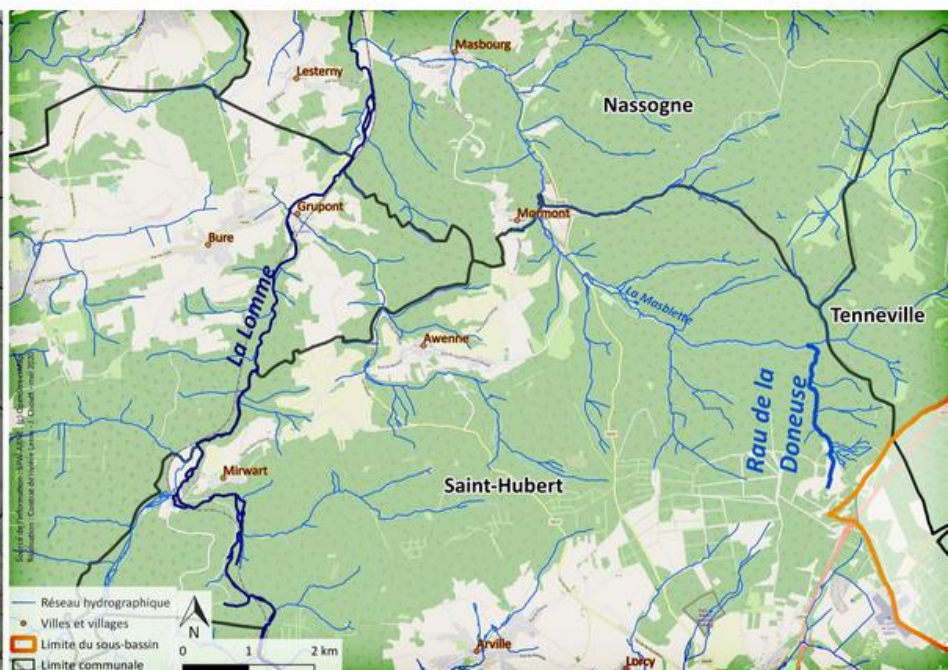 Masbourg
Lesterny
Nassogne
Grupont
Mormont
Bure
La Lomme
La Masblette
Tenneville
Awenne
Rau de la
Doneuse
Mirwart
Saint-Hubert
Réseau hydrographique
Villes et villages
Limite du sous-bassin
Limite communale
N
0 1 2 km
Arville
Lorcy